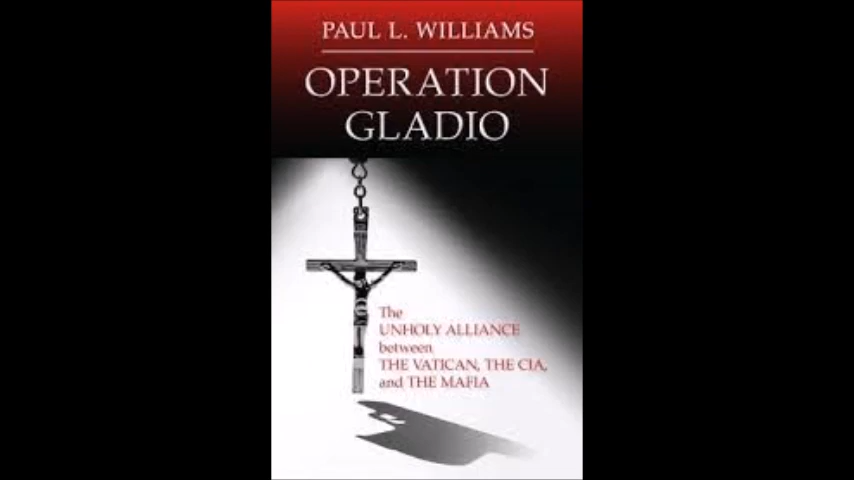 PAUL L. WILLIAMS
OPERATION
GLADIO
The
UNHOLY ALLIANCE
between
THE VATICAN, THE CIA,
and THE MAFIA